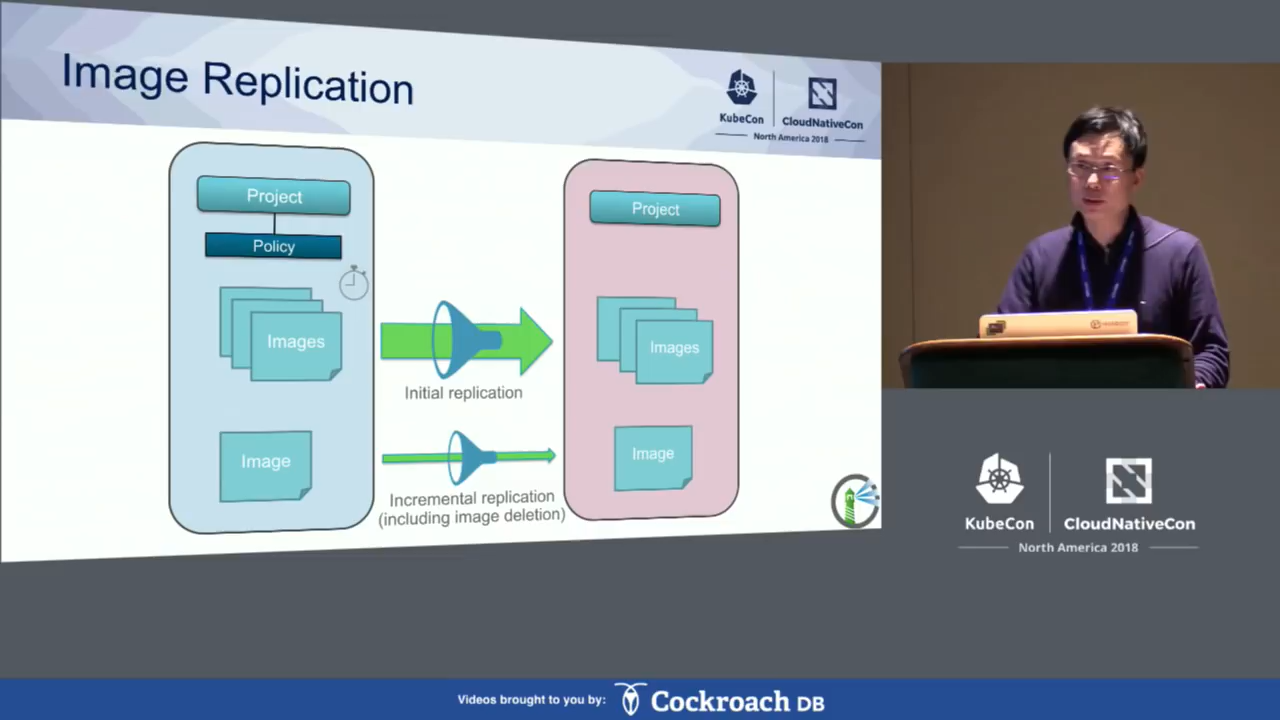 Image Replication
KubeCon
CloudNativeCon
North America 2018
Project
Policy
Images
Image
Initial replication
Incremental replication
(including image deletion)
Project
Images
Image
KubeCon
CloudNativeCon
North America 2018
Videos brought to you by:
Cockroach DB